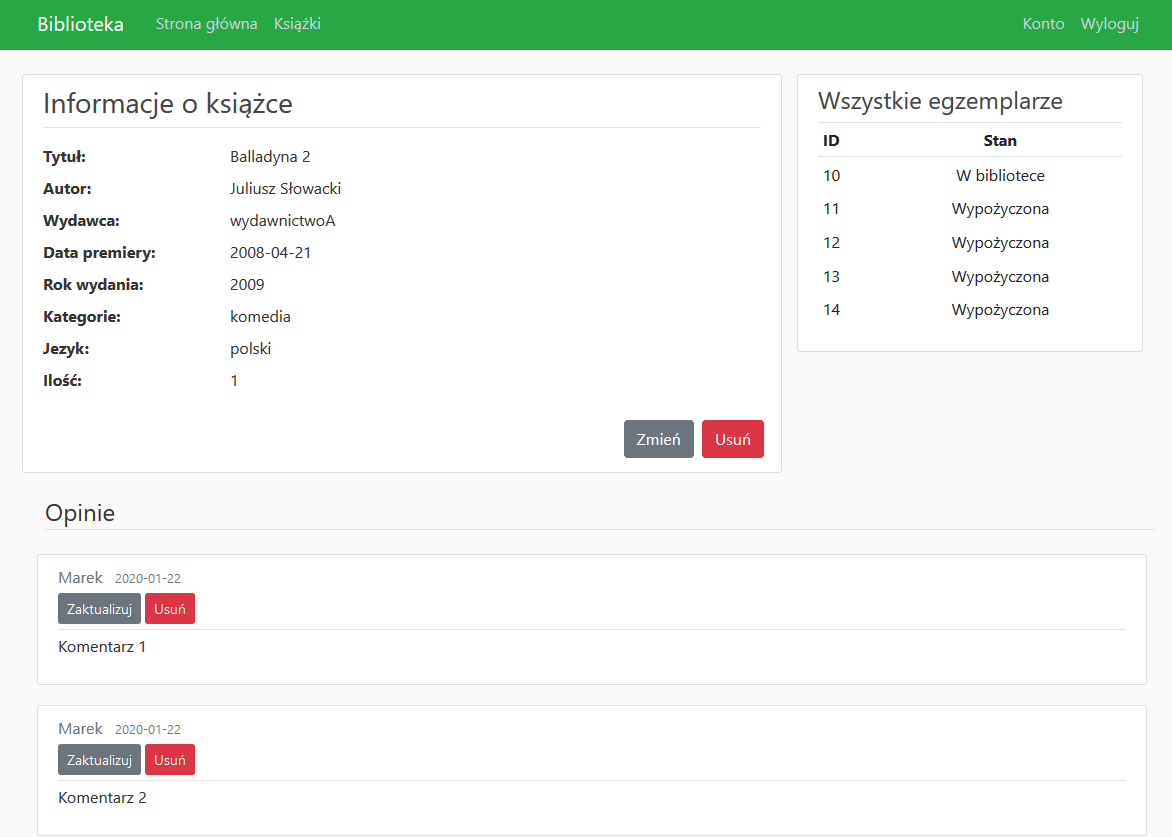 Biblioteka Strona główna Książki Konto Wyloguj
Informacje o książce
Tytuł: Balladyna 2
Autor: Juliusz Słowacki
Wydawca: wydawnictwoA
Data premiery: 2008-04-21
Rok wydania: 2009
Kategorie: komedia
Jezyk: polski
Ilość: 1
Zmień Usuń
Wszystkie egzemplarze
ID Stan
10 W bibliotece
11 Wypożyczona
12 Wypożyczona
13 Wypożyczona
14 Wypożyczona
Opinie
Marek 2020-01-22
Zaktualizuj Usuń
Komentarz 1
Marek 2020-01-22
Zaktualizuj Usuń
Komentarz 2